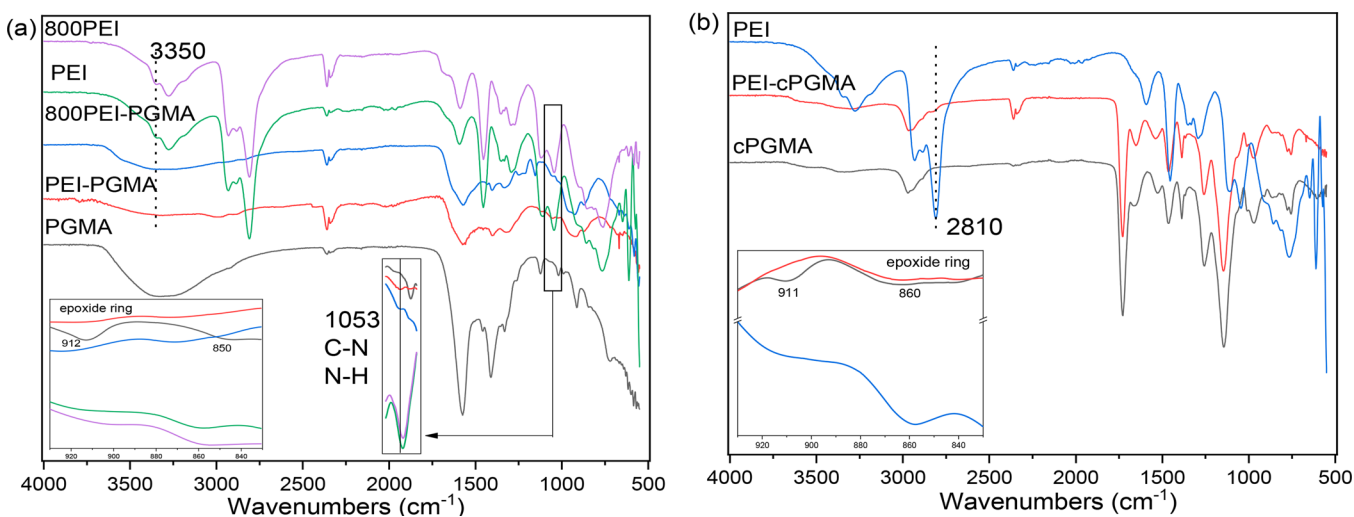 (a)
800PEI
3350
PEI
800PEI-PGMA
PEI-PGMA
PGMA
epoxide ring
912
850
920 900 880 860 840
1053
C-N
N-H
4000 3500 3000 2500 2000 1500 1000 500
Wavenumbers (cm⁻¹)
(b)
PEI
PEI-cPGMA
cPGMA
2810
epoxide ring
911
860
920 900 880 860 840
4000 3500 3000 2500 2000 1500 1000 500
Wavenumbers (cm⁻¹)